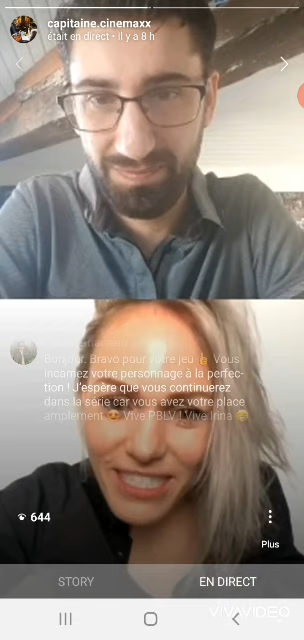 capitaine.cinemaxx
était en direct • Il y a 8 h
Bonjour. Bravo pour votre jeu 👌 Vous
incarnez votre personnage à la perfec-
tion ! J'espère que vous continuerez
dans la série car vous avez votre place
amplement 😍 Vive PBLV ! Vive Irina 😊
644
Plus
STORY
EN DIRECT
VIVAVIDEO